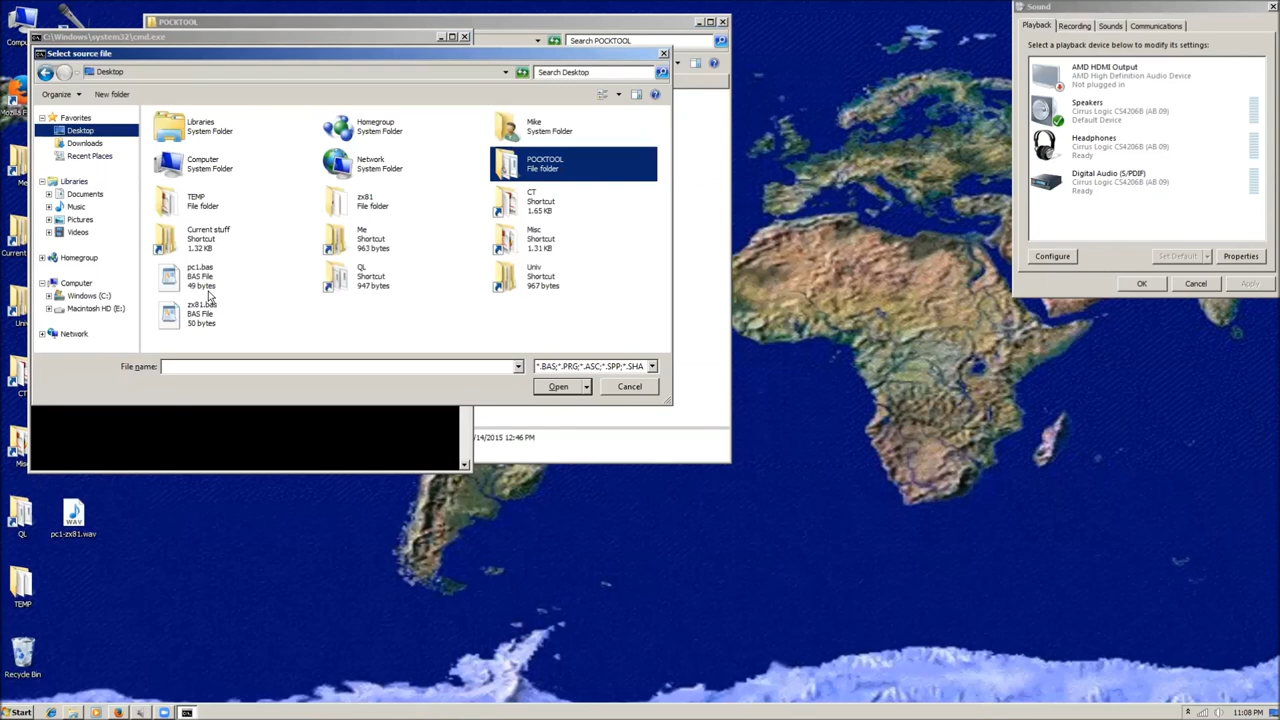 POCKTOOL
C:\Windows\system32\cmd.exe
Search POCKTOOL
Select source file
Desktop
Search Desktop
Organize
New folder
Favorites
Desktop
Downloads
Recent Places
Libraries
Documents
Music
Pictures
Videos
Homegroup
Computer
Windows (C:)
Macintosh HD (E:)
Network
Libraries
System Folder
Homegroup
System Folder
Mike
System Folder
Computer
System Folder
Network
System Folder
POCKTOOL
File folder
TEMP
File folder
zx81
File folder
CT
Shortcut
1.65 KB
Current stuff
Shortcut
1.32 KB
Me
Shortcut
963 bytes
Misc
Shortcut
1.31 KB
pc1.bas
BAS File
49 bytes
QL
Shortcut
947 bytes
Univ
Shortcut
967 bytes
zx81.bas
BAS File
50 bytes
File name:
*.BAS;*.PRG;*.ASC;*.SPP;*.SHA
Open
Cancel
/14/2015 12:46 PM
Sound
Playback
Recording
Sounds
Communications
Select a playback device below to modify its settings:
AMD HDMI Output
AMD High Definition Audio Device
Not plugged in
Speakers
Cirrus Logic CS4206B (AB 09)
Default Device
Headphones
Cirrus Logic CS4206B (AB 09)
Ready
Digital Audio (S/PDIF)
Cirrus Logic CS4206B (AB 09)
Ready
Configure
Set Default
Properties
OK
Cancel
Apply
QL
WAV
pc1-zx81.wav
TEMP
Recycle Bin
Start
11:08 PM